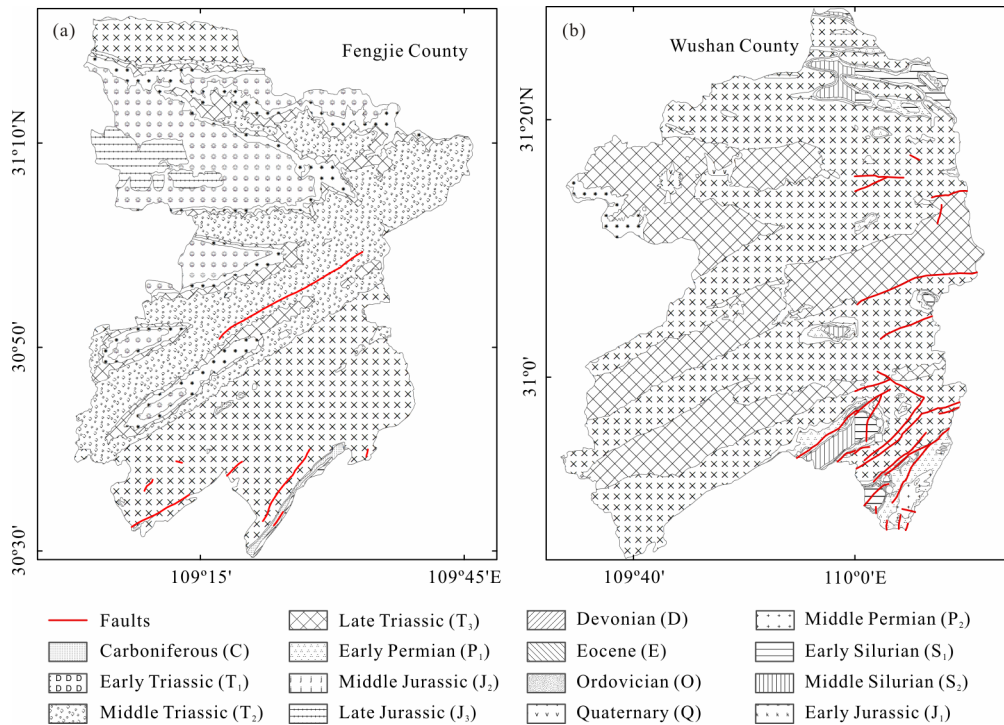 (a)
Fengjie County
31°10'N
30°50'
30°30'
109°15'
109°45'E
(b)
Wushan County
31°20'N
31°0'
109°40'
110°0'E
Faults
Late Triassic (T₃)
Devonian (D)
Middle Permian (P₂)
Carboniferous (C)
Early Permian (P₁)
Eocene (E)
Early Silurian (S₁)
Early Triassic (T₁)
Middle Jurassic (J₂)
Ordovician (O)
Middle Silurian (S₂)
Middle Triassic (T₂)
Late Jurassic (J₃)
Quaternary (Q)
Early Jurassic (J₁)